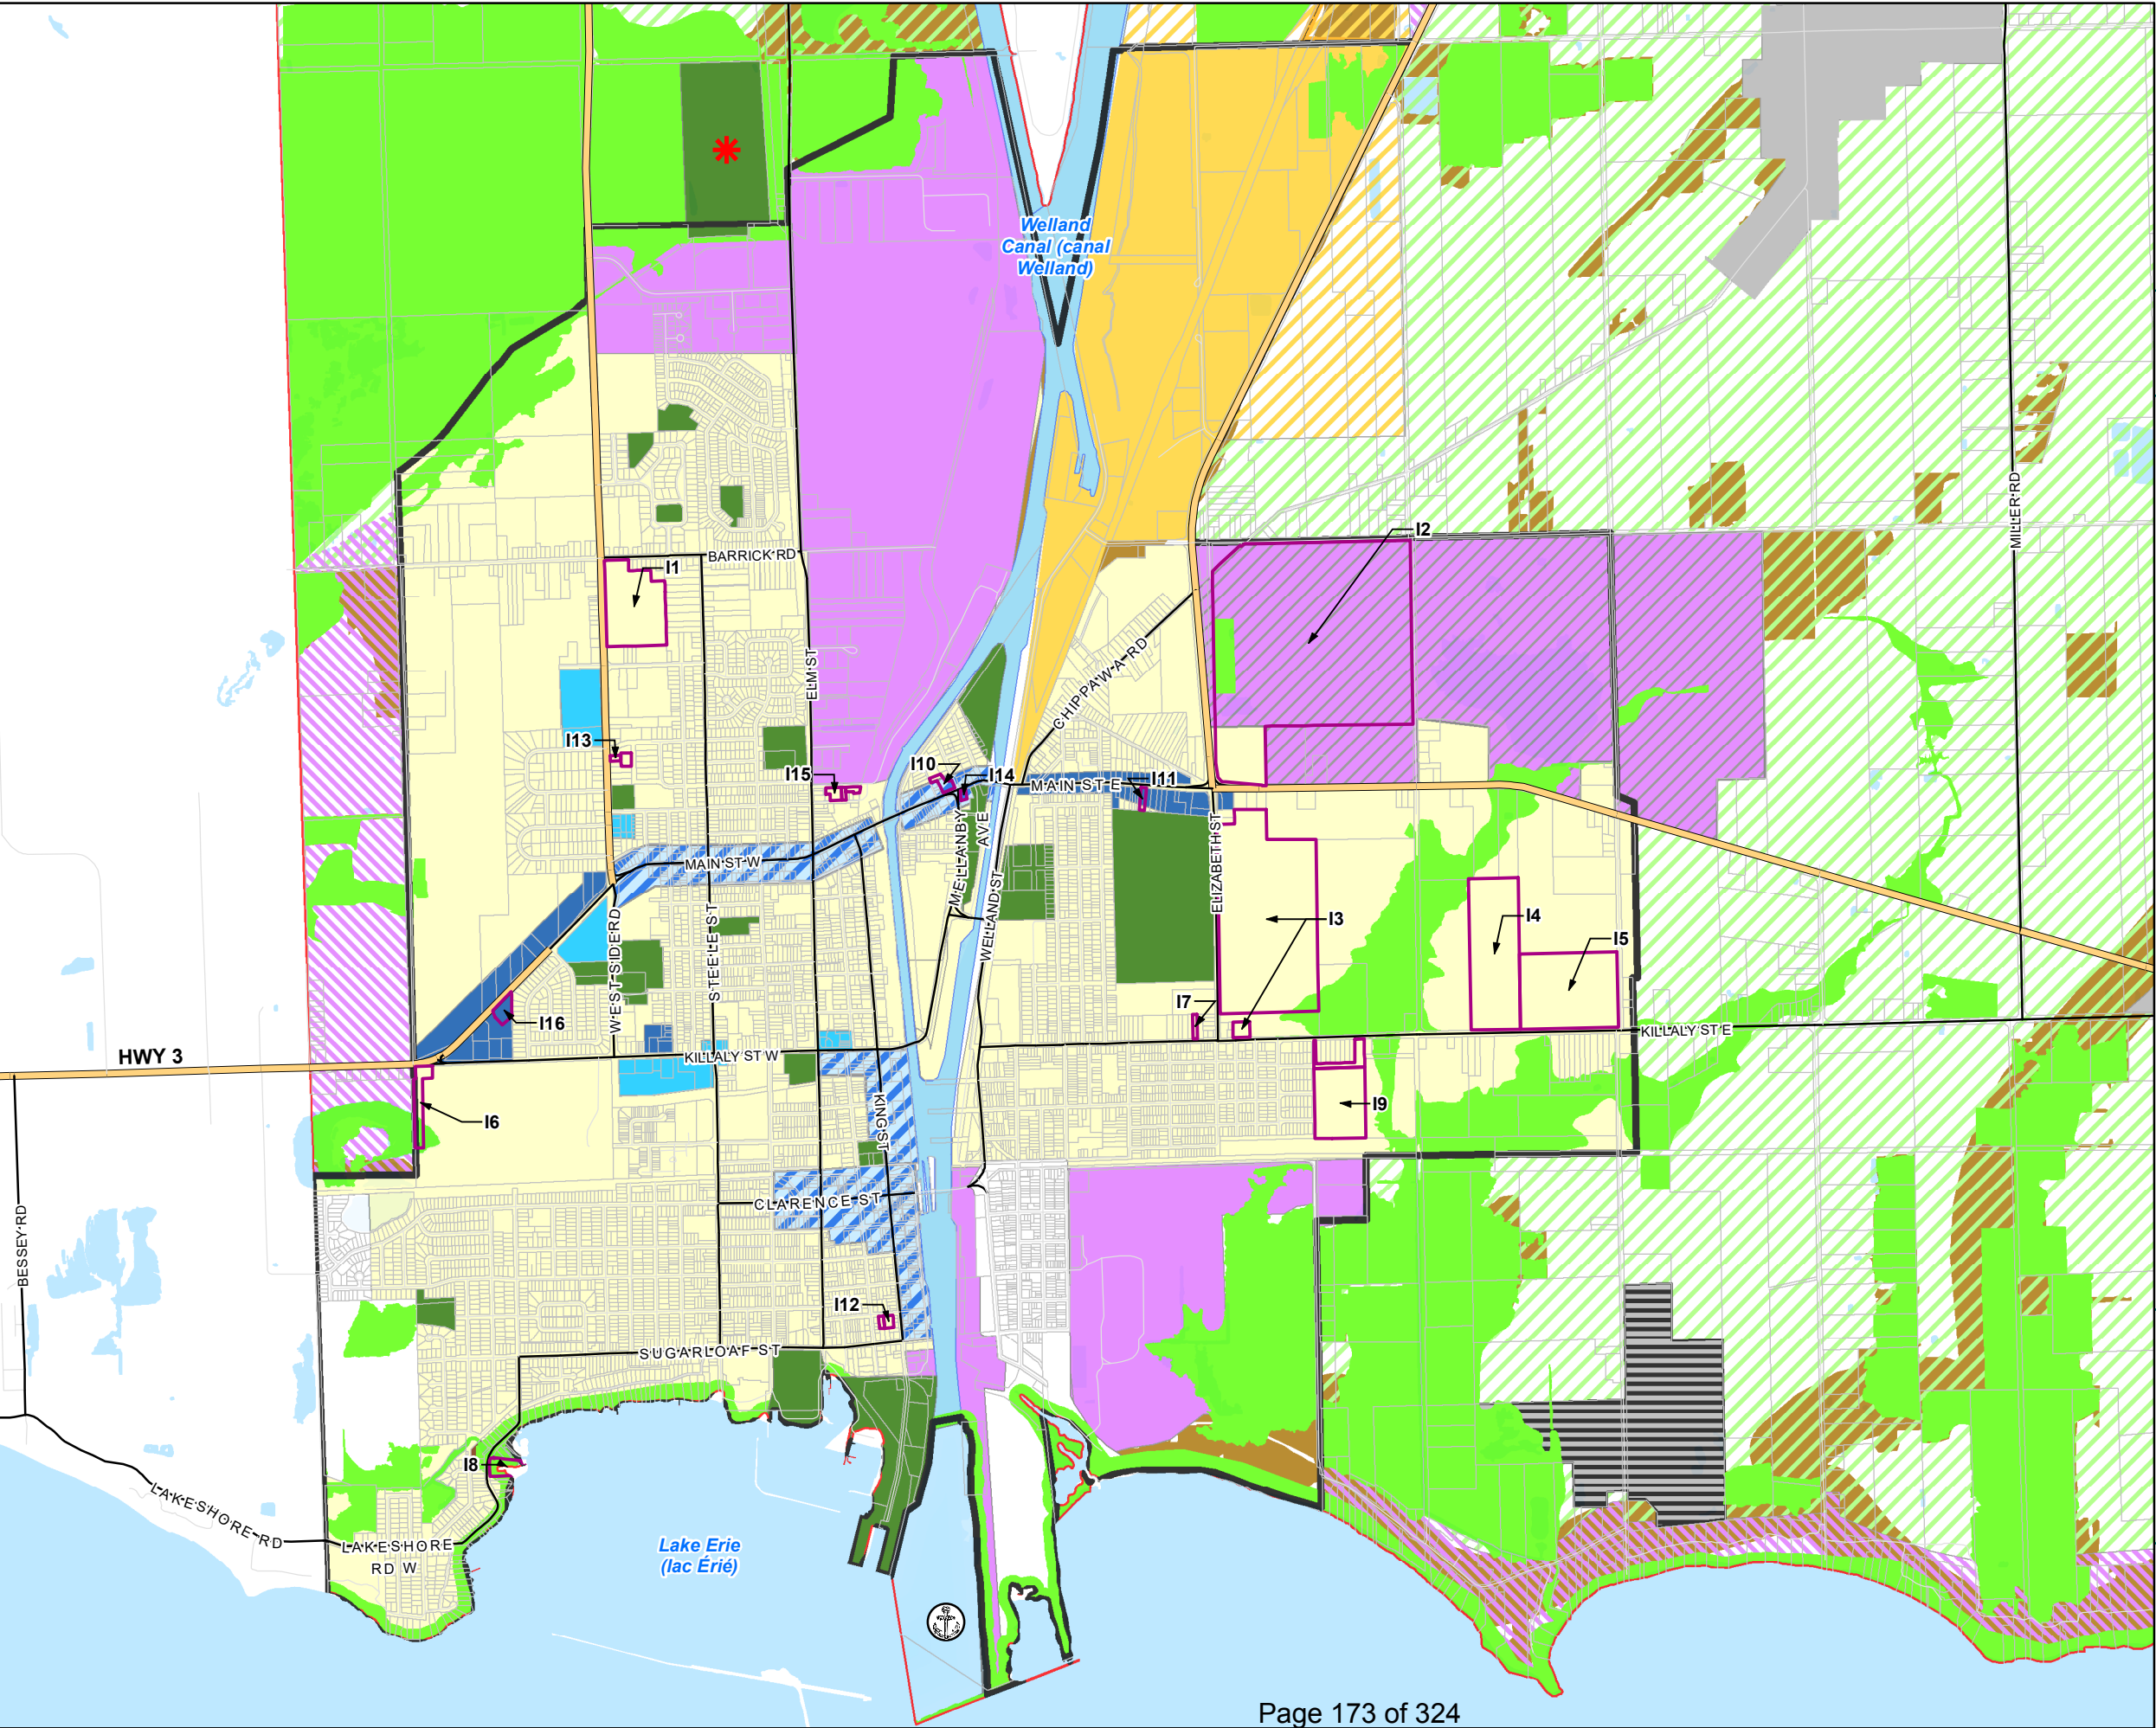 Welland
Canal (canal
Welland)
I2
MILLER RD
BARRICK RD
I1
ELM ST
CHIPPAWA RD
I13
I10
I15
I14
I11
MAIN ST E
MELLANBY
AVE
ELIZABETH ST
MAIN ST W
WELLAND ST
I3
I4
I5
WEST SIDE RD
STEELE ST
I7
I16
KILLALY ST E
HWY 3
KILLALY ST W
I6
KING ST
I9
CLARENCE ST
BESSEY RD
I12
SUGARLOAF ST
I8
LAKESHORE RD
LAKESHORE
RD W
Lake Erie
(lac Érié)
Page 173 of 324